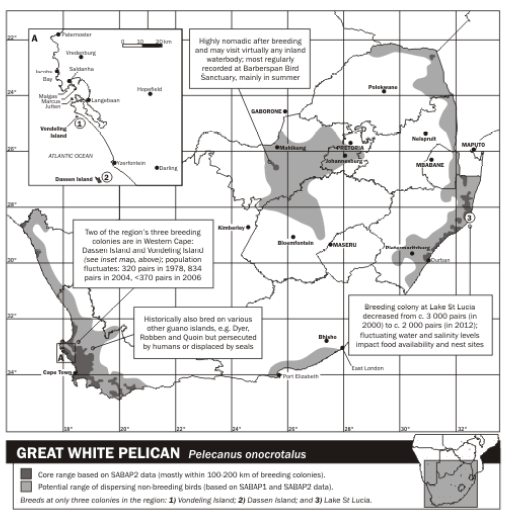 A
Paternoster
Vredenburg
Saldanha
Jacobs
Bay
Malgas
Marcus
Jutten
Langebaan
Hopefield
0 10 20km
Vondeling
Island
1
ATLANTIC OCEAN
Yzerfontein
Darling
Dassen Island
2
Highly nomadic after breeding
and may visit virtually any inland
waterbody; most regularly
recorded at Barberspan Bird
Sanctuary, mainly in summer
22°
24°
26°
28°
30°
32°
34°
Polokwane
GABORONE
Mahikeng
PRETORIA
Johannesburg
Nelspruit
MAPUTO
MBABANE
Kimberley
Bloemfontein
MASERU
Pietermaritzburg
Durban
3
Two of the region's three breeding
colonies are in Western Cape:
Dassen Island and Vondeling Island
(see inset map, above); population
fluctuates: 320 pairs in 1978, 834
pairs in 2004, <370 pairs in 2006
Historically also bred on various
other guano islands, e.g. Dyer,
Robben and Quoin but persecuted
by humans or displaced by seals
Breeding colony at Lake St Lucia
decreased from c. 3 000 pairs (in
2000) to c. 2 000 pairs (in 2012);
fluctuating water and salinity levels
impact food availability and nest sites
A
Cape Town
Bhisho
East London
Port Elizabeth
18° 20° 22° 24° 26° 28° 30° 32°
GREAT WHITE PELICAN Pelecanus onocrotalus
Core range based on SABAP2 data (mostly within 100-200 km of breeding colonies).
Potential range of dispersing non-breeding birds (based on SABAP1 and SABAP2 data).
Breeds at only three colonies in the region: 1) Vondeling Island; 2) Dassen Island; and 3) Lake St Lucia.